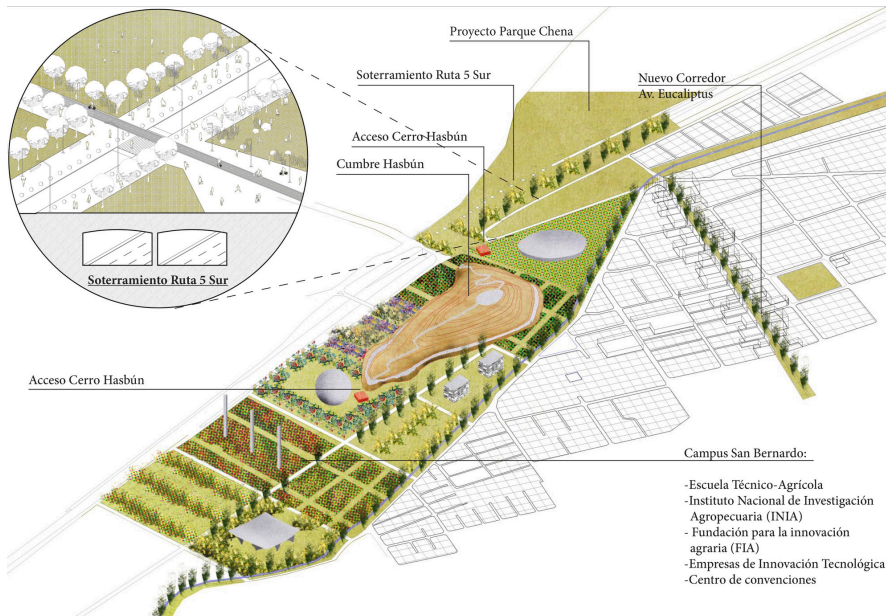 Proyecto Parque Chena
Soterramiento Ruta 5 Sur
Nuevo Corredor
Av. Eucaliptus
Acceso Cerro Hasbún
Cumbre Hasbún
Soterramiento Ruta 5 Sur
Acceso Cerro Hasbún
Campus San Bernardo:
-Escuela Técnico-Agrícola
-Instituto Nacional de Investigación
Agropecuaria (INIA)
- Fundación para la innovación
agraria (FIA)
-Empresas de Innovación Tecnológica
-Centro de convenciones